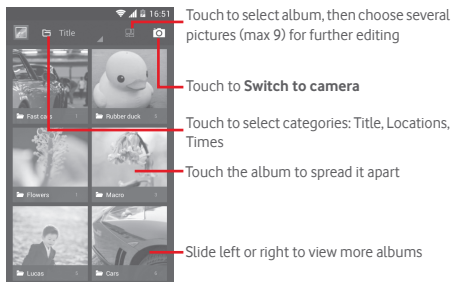 16:51
Title
Fast cars
Rubber duck
Flowers
Macro
Lucas
Cars
Touch to select album, then choose several
pictures (max 9) for further editing
Touch to Switch to camera
Touch to select categories: Title, Locations,
Times
Touch the album to spread it apart
Slide left or right to view more albums